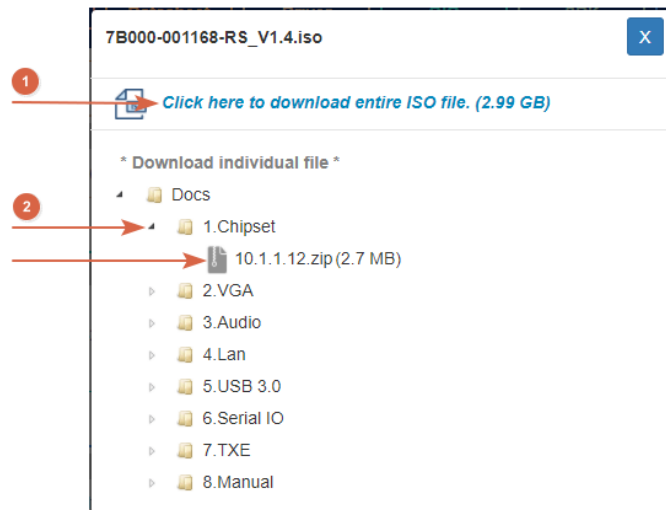 7B000-001168-RS_V1.4.iso
X
1
Click here to download entire ISO file. (2.99 GB)
* Download individual file *
Docs
2
1.Chipset
10.1.1.12.zip (2.7 MB)
2.VGA
3.Audio
4.Lan
5.USB 3.0
6.Serial IO
7.TXE
8.Manual